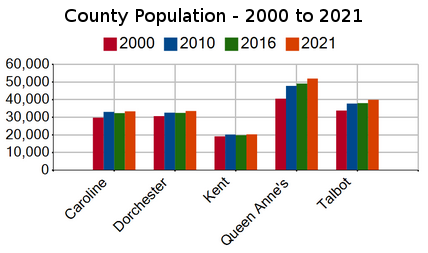 County Population - 2000 to 2021
2000 2010 2016 2021
60,000
50,000
40,000
30,000
20,000
10,000
0
Caroline
Dorchester
Kent
Queen Anne's
Talbot